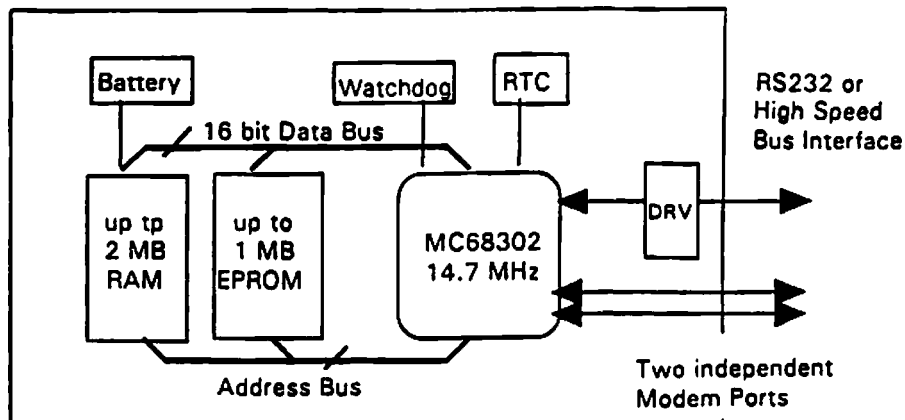 Battery
Watchdog
RTC
RS232 or
High Speed
Bus Interface
16 bit Data Bus
up tp
2 MB
RAM
up to
1 MB
EPROM
MC68302
14.7 MHz
DRV
Address Bus
Two independent
Modem Ports